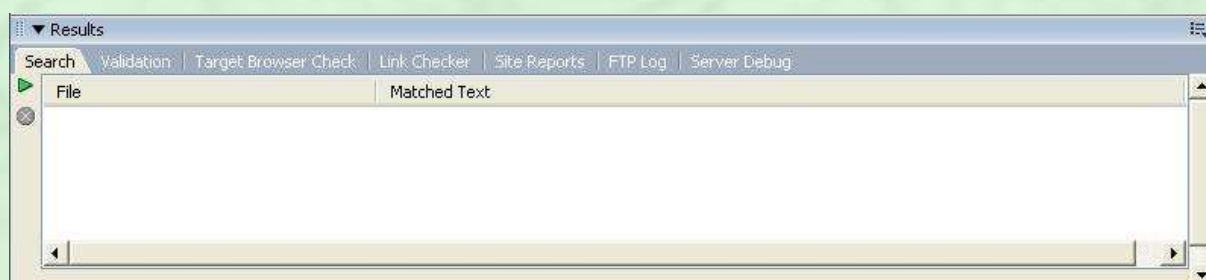 Results
Search Validation Target Browser Check Link Checker Site Reports FTP Log Server Debug
File Matched Text